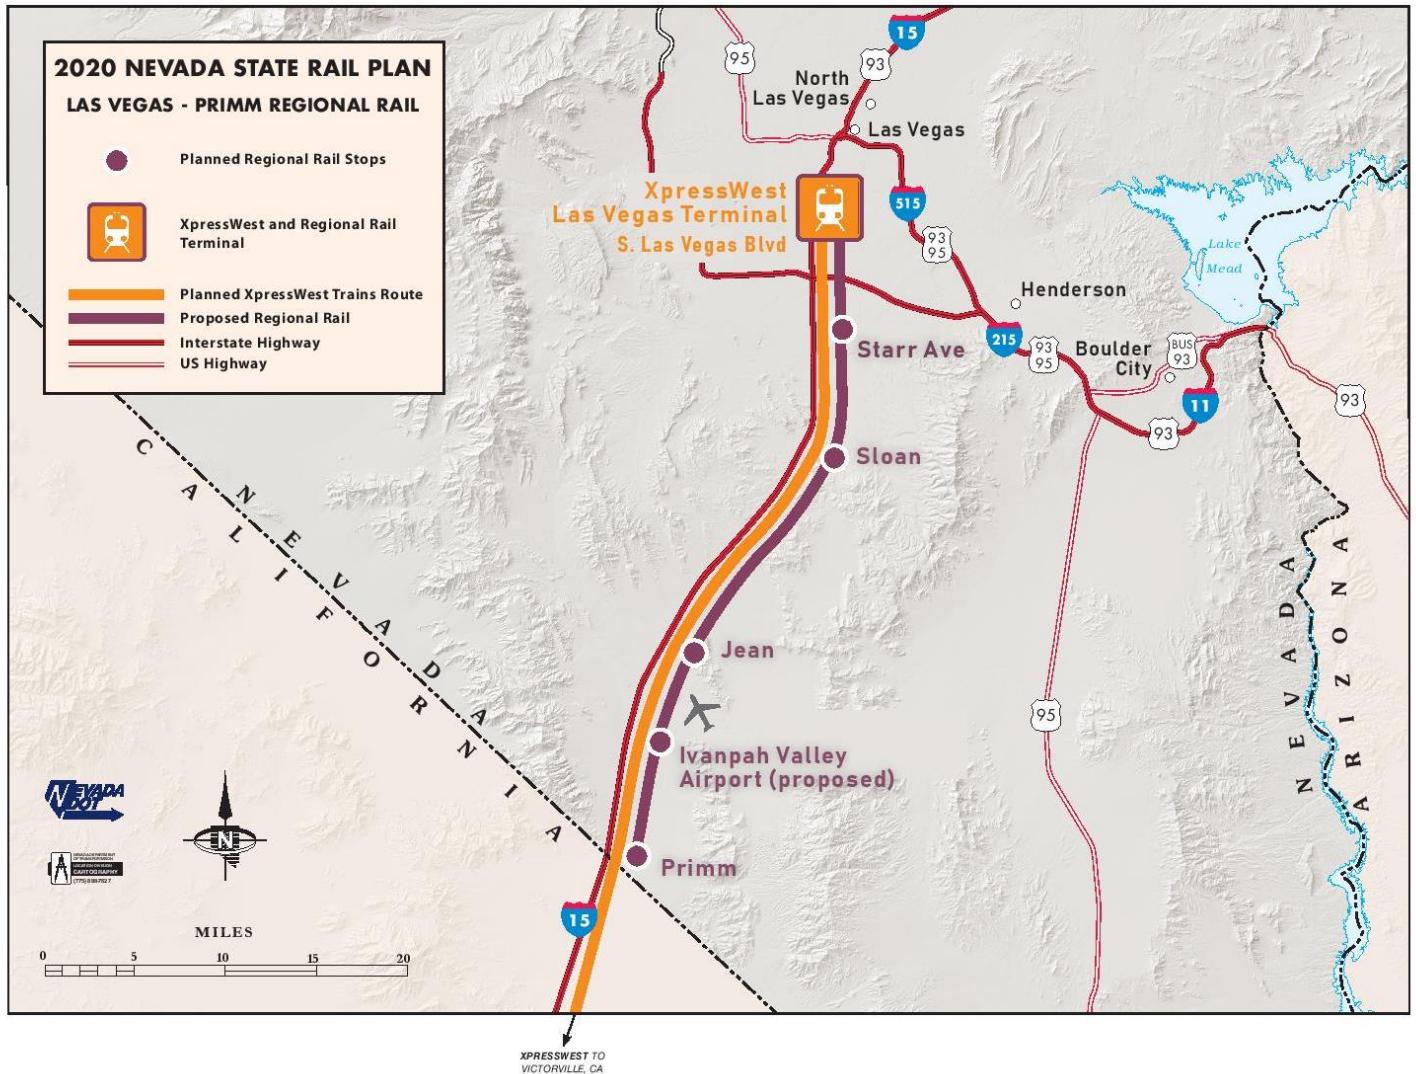 2020 NEVADA STATE RAIL PLAN
LAS VEGAS - PRIMM REGIONAL RAIL
Planned Regional Rail Stops
XpressWest and Regional Rail
Terminal
Planned XpressWest Trains Route
Proposed Regional Rail
Interstate Highway
US Highway
95
15
93
North
Las Vegas
Las Vegas
XpressWest
Las Vegas Terminal
S. Las Vegas Blvd
515
93
95
Lake
Mead
Henderson
215
93
95
Boulder
City
BUS
93
11
93
93
Starr Ave
Sloan
Jean
Ivanpah Valley
Airport (proposed)
Primm
95
15
NEVADA
CALIFORNIA
NEVADA
ARIZONA
NEVADA
DOT
CARTOGRAPHY
N
MILES
0 5 10 15 20
XPRESSWEST TO
VICTORVILLE, CA